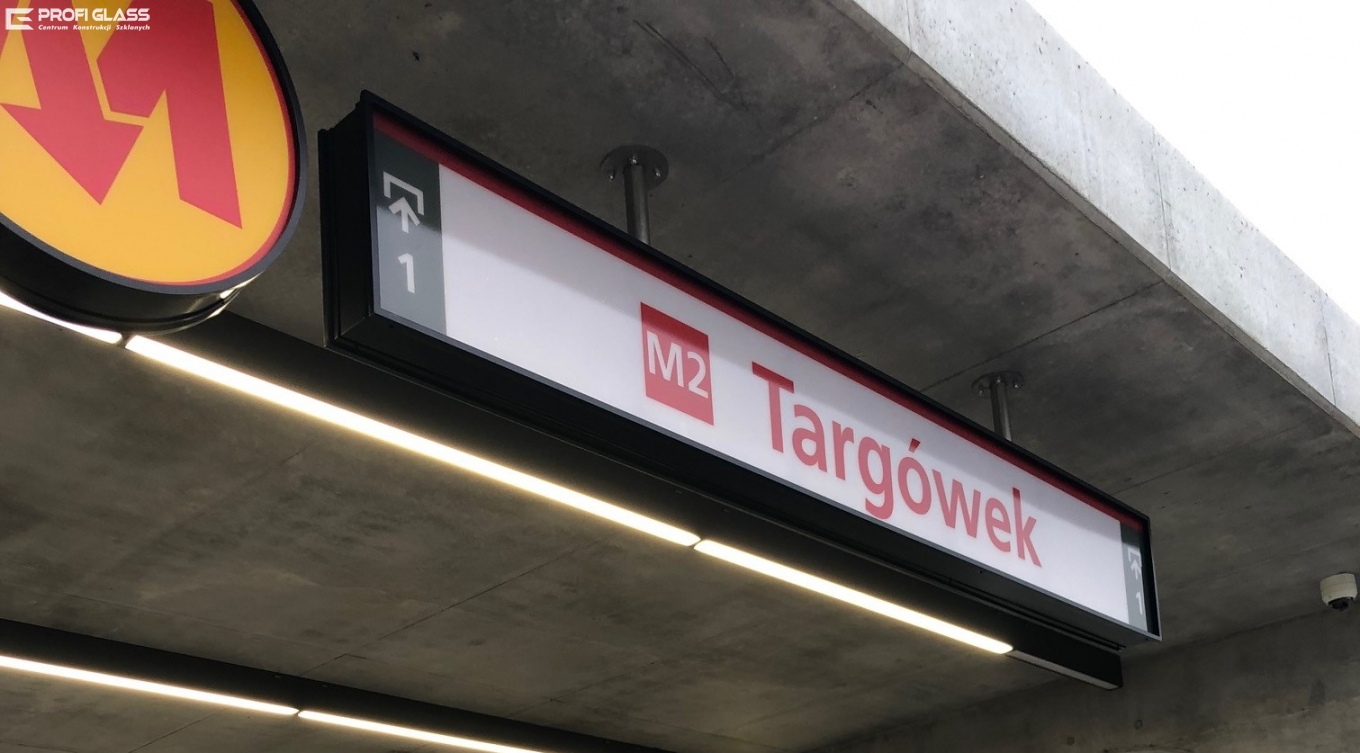 PROFI GLASS
Centrum Konstrukcji Szklanych
1
M2 Targówek
1